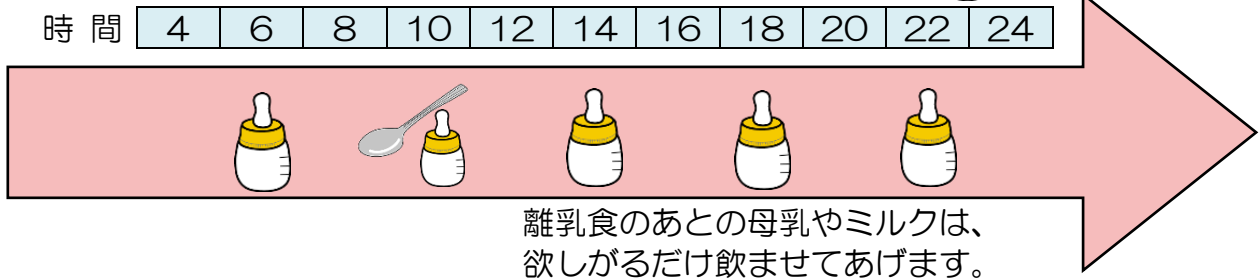 時間 4 6 8 10 12 14 16 18 20 22 24
離乳食のあとの母乳やミルクは、
欲しがるだけ飲ませてあげます。